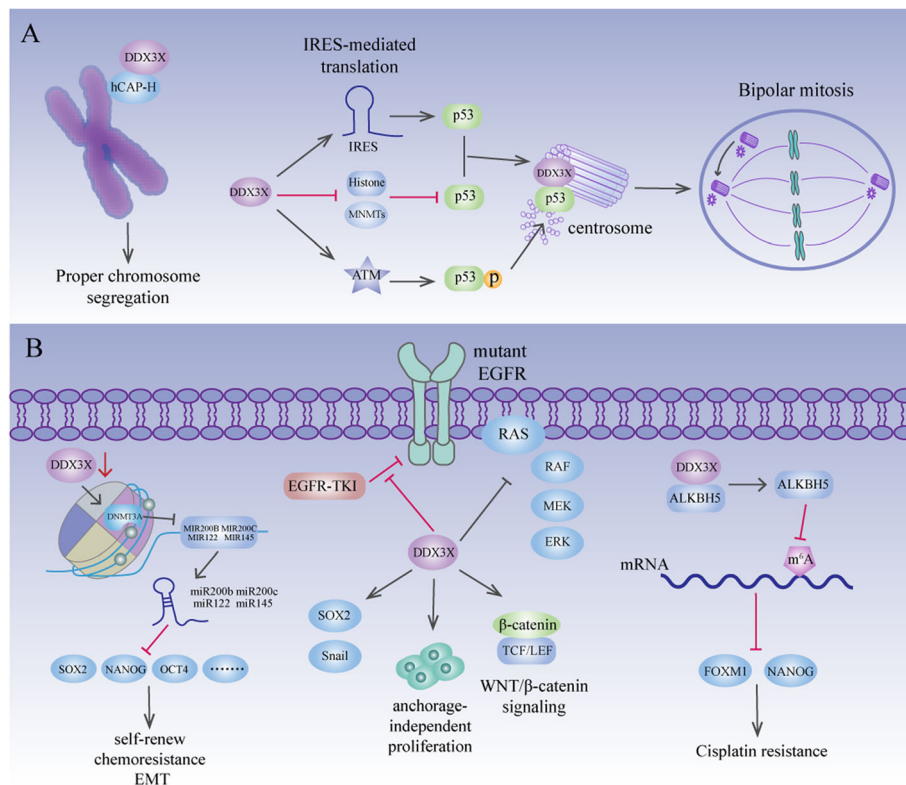 A
DDX3X
hCAP-H
Proper chromosome
segregation
IRES-mediated
translation
IRES
p53
DDX3X
Histone
MNMTs
p53
ATM
p53
p
DDX3X
p53
centrosome
Bipolar mitosis
B
mutant
EGFR
DDX3X
DNMT3A
MIR200B MIR200C
MIR122 MIR145
miR200b miR200c
miR122 miR145
SOX2
NANOG
OCT4
.......
self-renew
chemoresistance
EMT
EGFR-TKI
RAS
RAF
MEK
ERK
DDX3X
SOX2
Snail
anchorage-
independent
proliferation
β-catenin
TCF/LEF
WNT/β-catenin
signaling
DDX3X
ALKBH5
ALKBH5
m⁶A
mRNA
FOXM1
NANOG
Cisplatin resistance